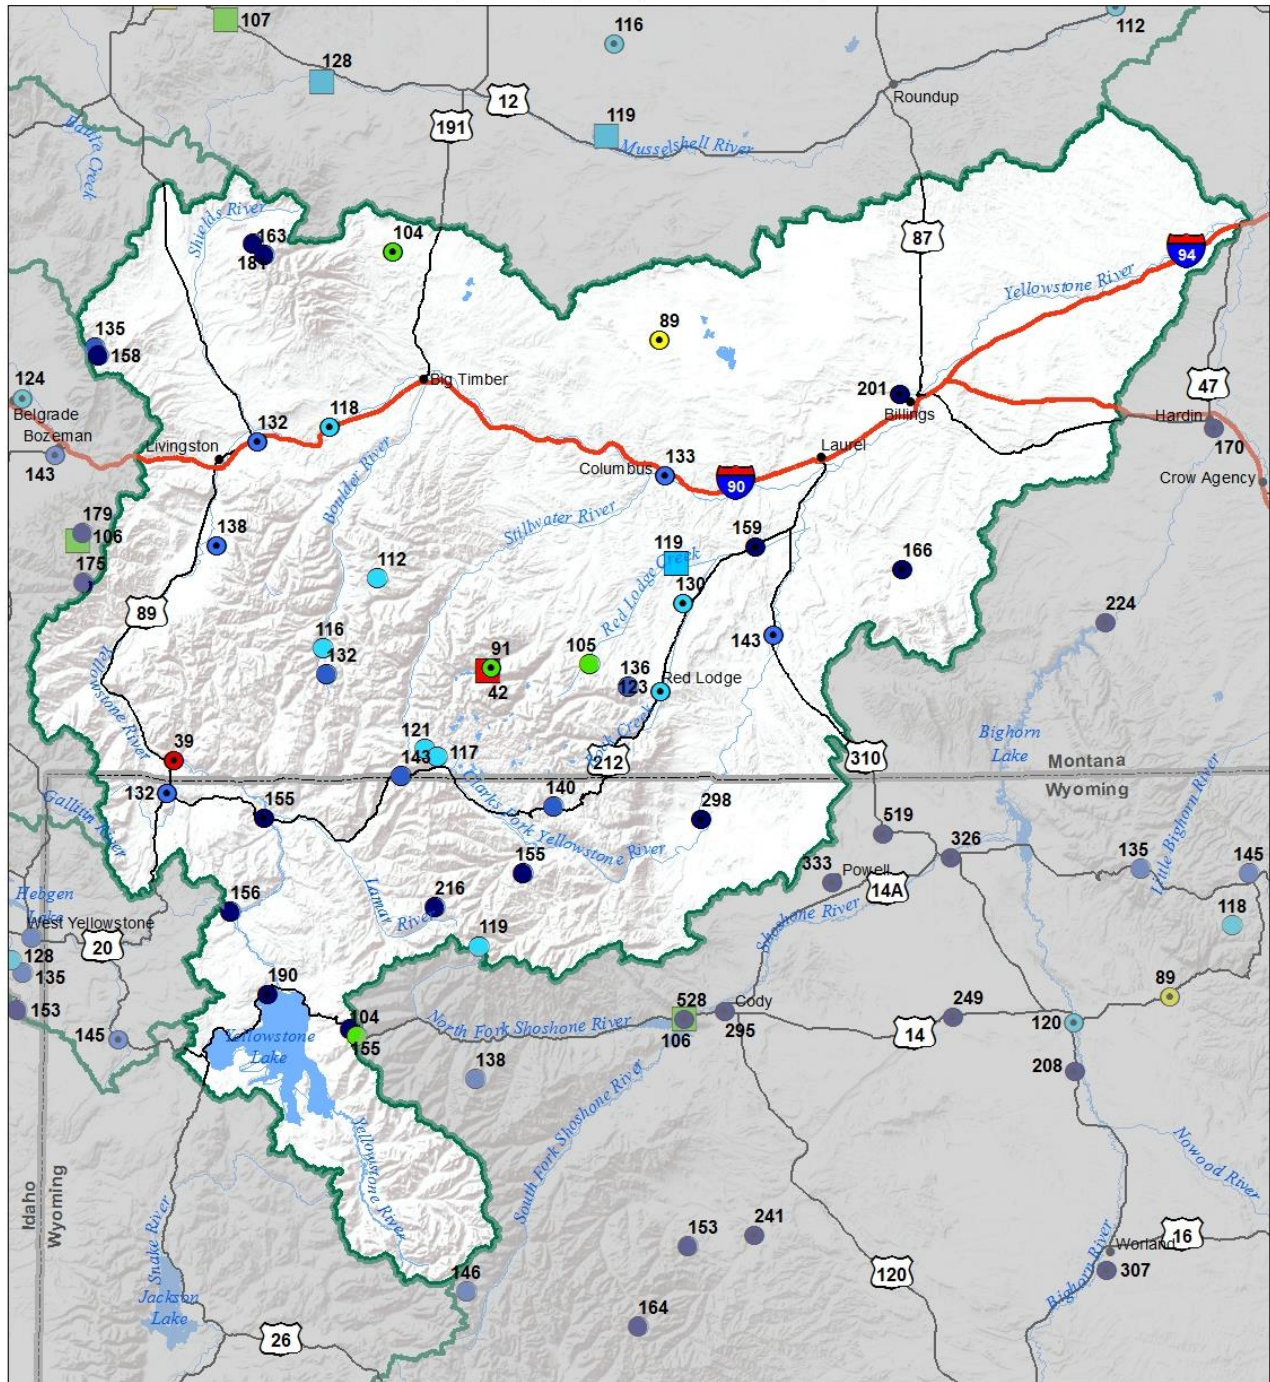 107
116
112
128
12
119
Roundup
191
Musselshell River
Battle Creek
Shields River
163
181
104
87
94
Yellowstone River
89
135
158
47
124
Belgrade
Bozeman
143
Big Timber
201
Billings
Hardin
170
132
118
Livingston
Laurel
Crow Agency
Columbus
133
90
Boulder River
Stillwater River
179
106
175
138
112
119
159
Red Lodge Creek
130
166
89
116
132
91
42
105
136
123
Red Lodge
143
224
Yellowstone River
Rock Creek
39
121
117
143
212
310
Bighorn Lake
Montana
Wyoming
132
Gallitin River
155
140
Clarks Fork Yellowstone River
298
519
Little Bighorn River
326
135
145
333
Powell
14A
155
Hebgen Lake
West Yellowstone
20
156
Lamar River
216
119
Shoshone River
118
128
135
153
145
190
104
155
Yellowstone Lake
North Fork Shoshone River
528
106
Cody
295
249
14
89
120
208
138
South Fork Shoshone River
Yellowstone River
Nowood River
Idaho
Wyoming
Snake River
Jackson Lake
26
146
153
241
164
120
16
Worland
307
Bighorn River